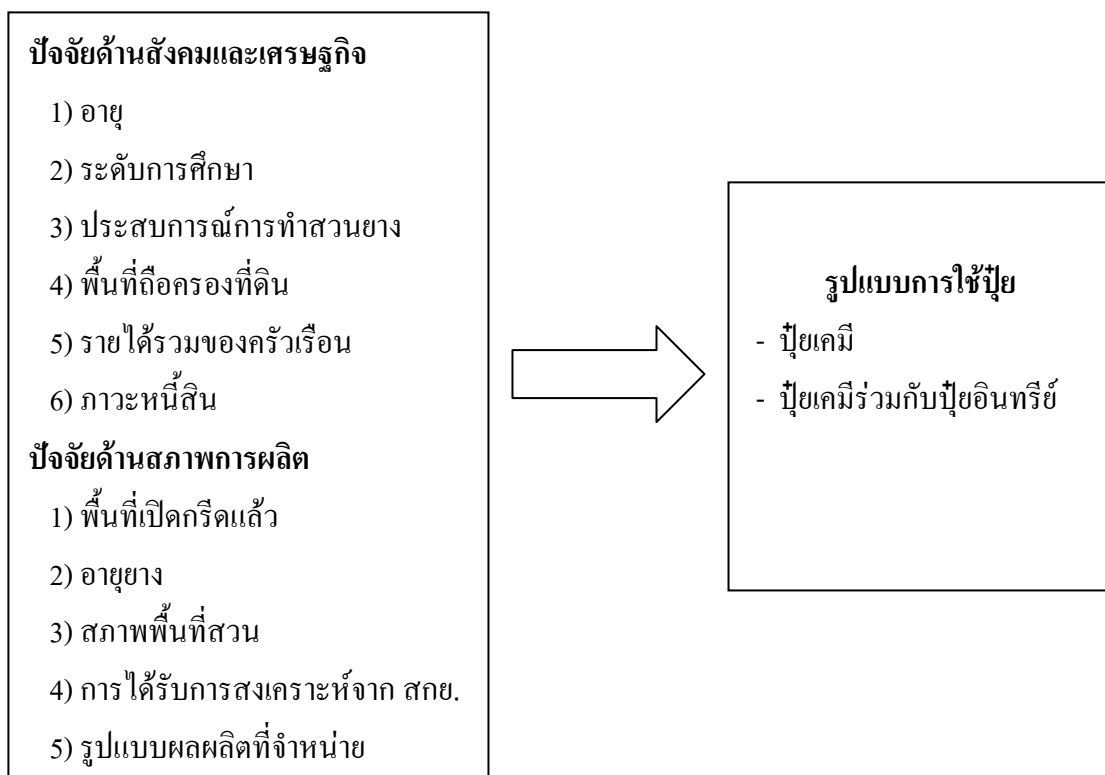 ปัจจัยด้านสังคมและเศรษฐกิจ
1) อายุ
2) ระดับการศึกษา
3) ประสบการณ์การทำสวนยาง
4) พื้นที่ถือครองที่ดิน
5) รายได้รวมของครัวเรือน
6) ภาวะหนี้สิน
ปัจจัยด้านสภาพการผลิต
1) พื้นที่เปิดกรีดแล้ว
2) อายุยาง
3) สภาพพื้นที่สวน
4) การได้รับการสงเคราะห์จาก สกย.
5) รูปแบบผลผลิตที่จำหน่าย
รูปแบบการใช้ปุ๋ย
- ปุ๋ยเคมี
- ปุ๋ยเคมีร่วมกับปุ๋ยอินทรีย์